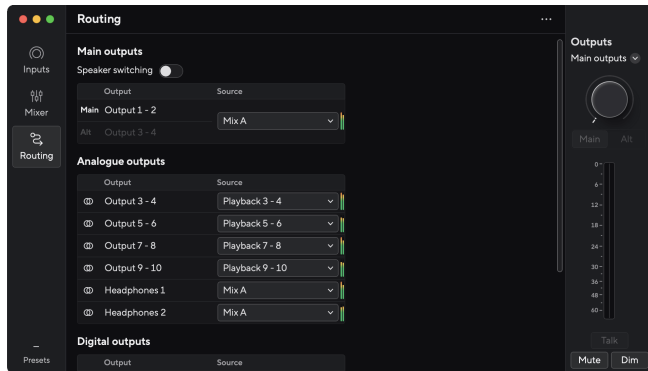 Routing
...
Inputs
Mixer
Routing
Presets
Main outputs
Speaker switching
Output Source
Main Output 1 - 2
Mix A
Alt Output 3 - 4
Analogue outputs
Output Source
Output 3 - 4 Playback 3 - 4
Output 5 - 6 Playback 5 - 6
Output 7 - 8 Playback 7 - 8
Output 9 - 10 Playback 9 - 10
Headphones 1 Mix A
Headphones 2 Mix A
Digital outputs
Output Source
Outputs
Main outputs
Main Alt
0
6
12
18
24
30
36
48
60
Talk
Mute Dim